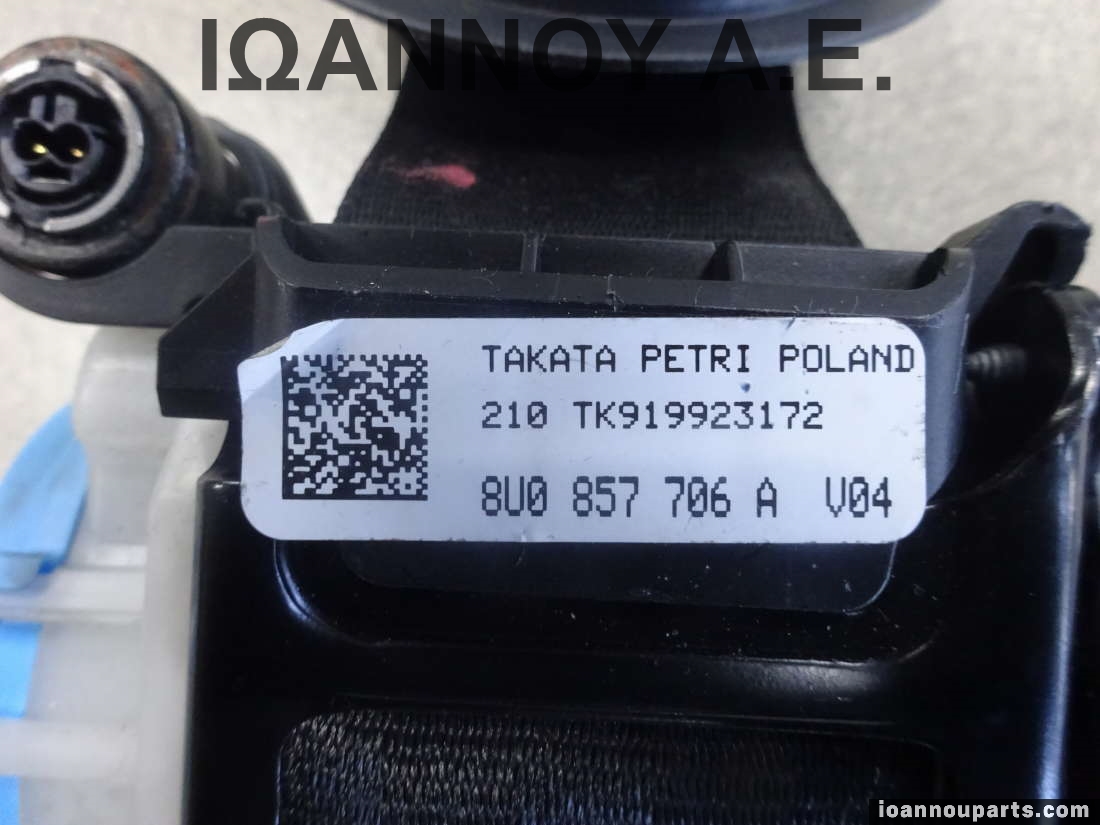 ΙΩΑΝΝΟΥ Α.Ε.
TAKATA PETRI POLAND
210 TK919923172
8U0 857 706 A V04
ioannouparts.com